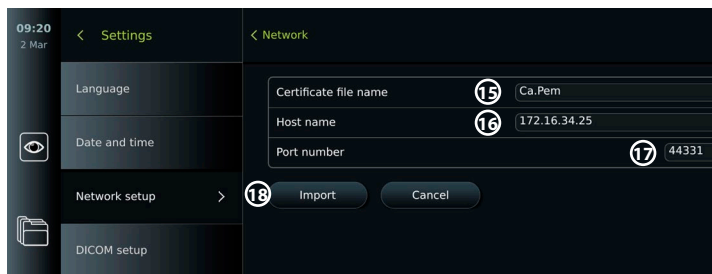 09:20
2 Mar
Settings
Network
Language
Date and time
Network setup
DICOM setup
Certificate file name 15 Ca.Pem
Host name 16 172.16.34.25
Port number 17 44331
18 Import Cancel